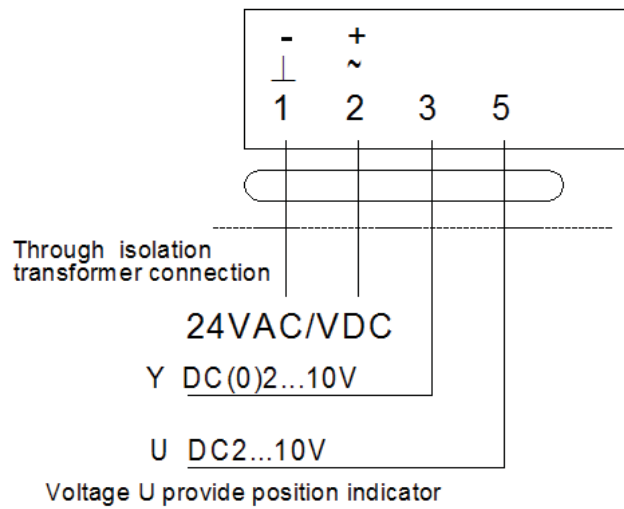 - +
⊥ ~
1 2 3 5
Through isolation
transformer connection
24VAC/VDC
Y DC(0)2...10V
U DC2...10V
Voltage U provide position indicator